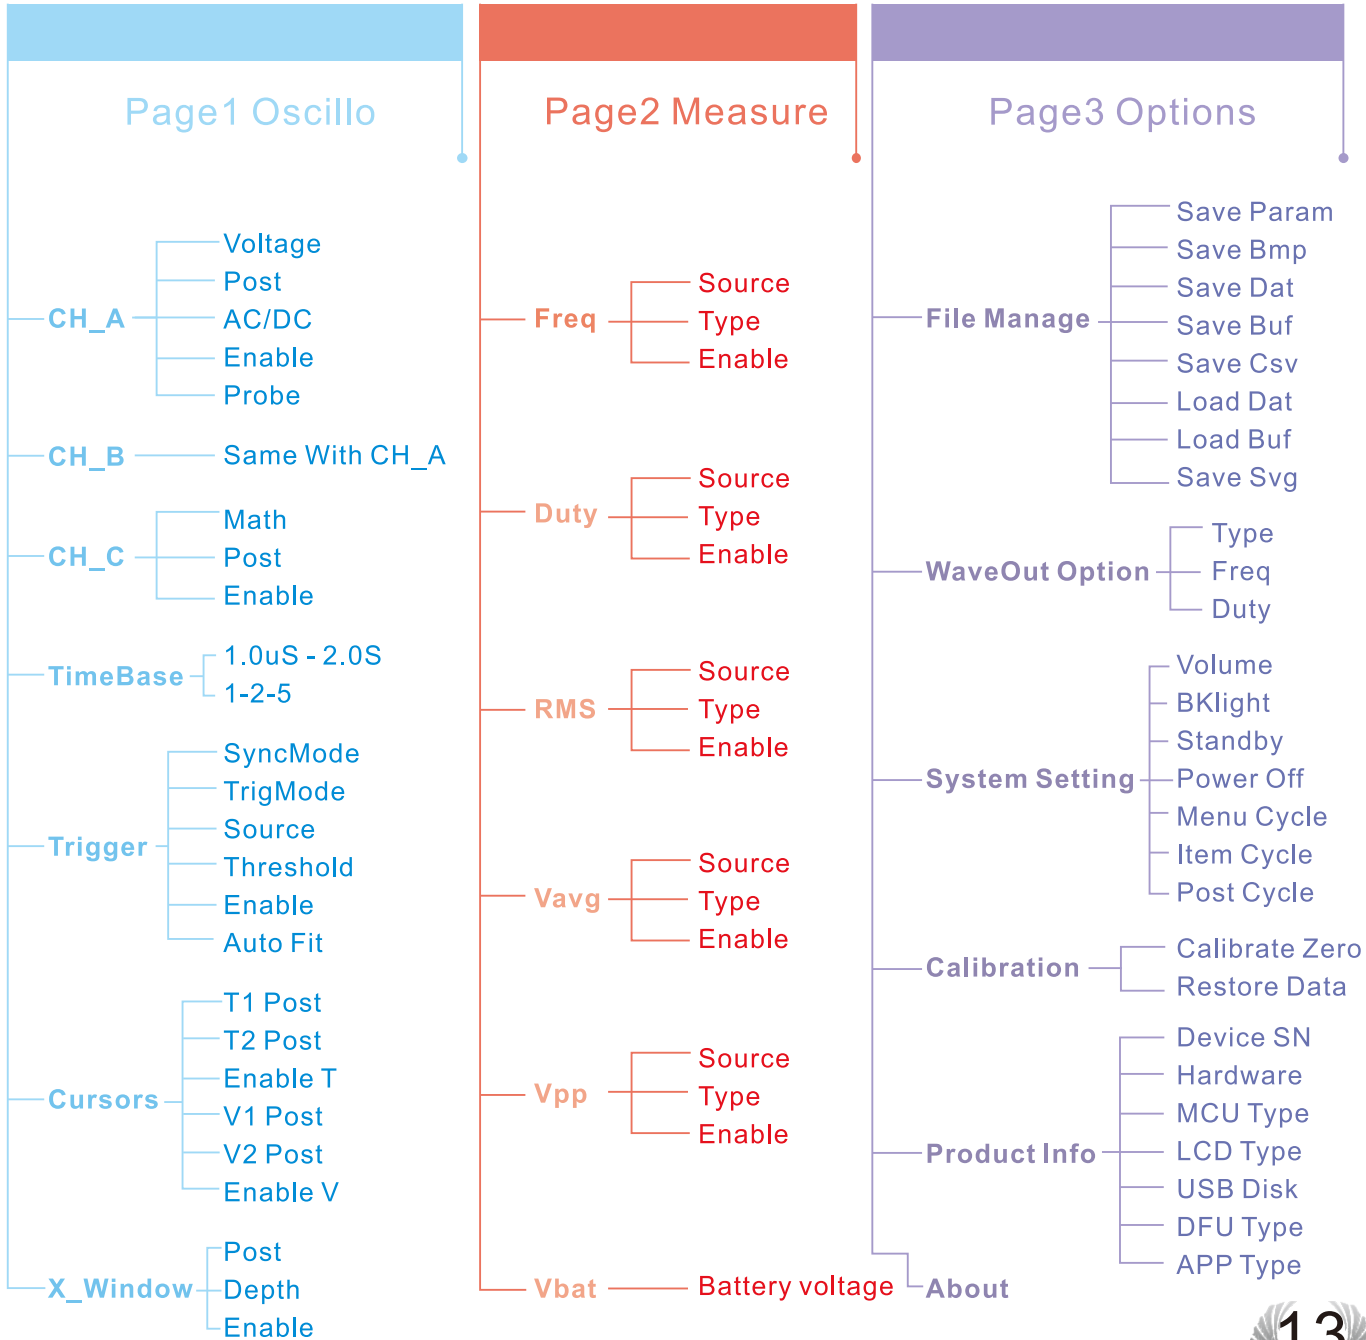 Page1 Oscillo
CH_A
Voltage
Post
AC/DC
Enable
Probe
CH_B
Same With CH_A
CH_C
Math
Post
Enable
TimeBase
1.0uS - 2.0S
1-2-5
Trigger
SyncMode
TrigMode
Source
Threshold
Enable
Auto Fit
Cursors
T1 Post
T2 Post
Enable T
V1 Post
V2 Post
Enable V
X_Window
Post
Depth
Enable
Page2 Measure
Freq
Source
Type
Enable
Duty
Source
Type
Enable
RMS
Source
Type
Enable
Vavg
Source
Type
Enable
Vpp
Source
Type
Enable
Vbat
Battery voltage
Page3 Options
File Manage
Save Param
Save Bmp
Save Dat
Save Buf
Save Csv
Load Dat
Load Buf
Save Svg
WaveOut Option
Type
Freq
Duty
System Setting
Volume
BKlight
Standby
Power Off
Menu Cycle
Item Cycle
Post Cycle
Calibration
Calibrate Zero
Restore Data
Product Info
Device SN
Hardware
MCU Type
LCD Type
USB Disk
DFU Type
APP Type
About
13